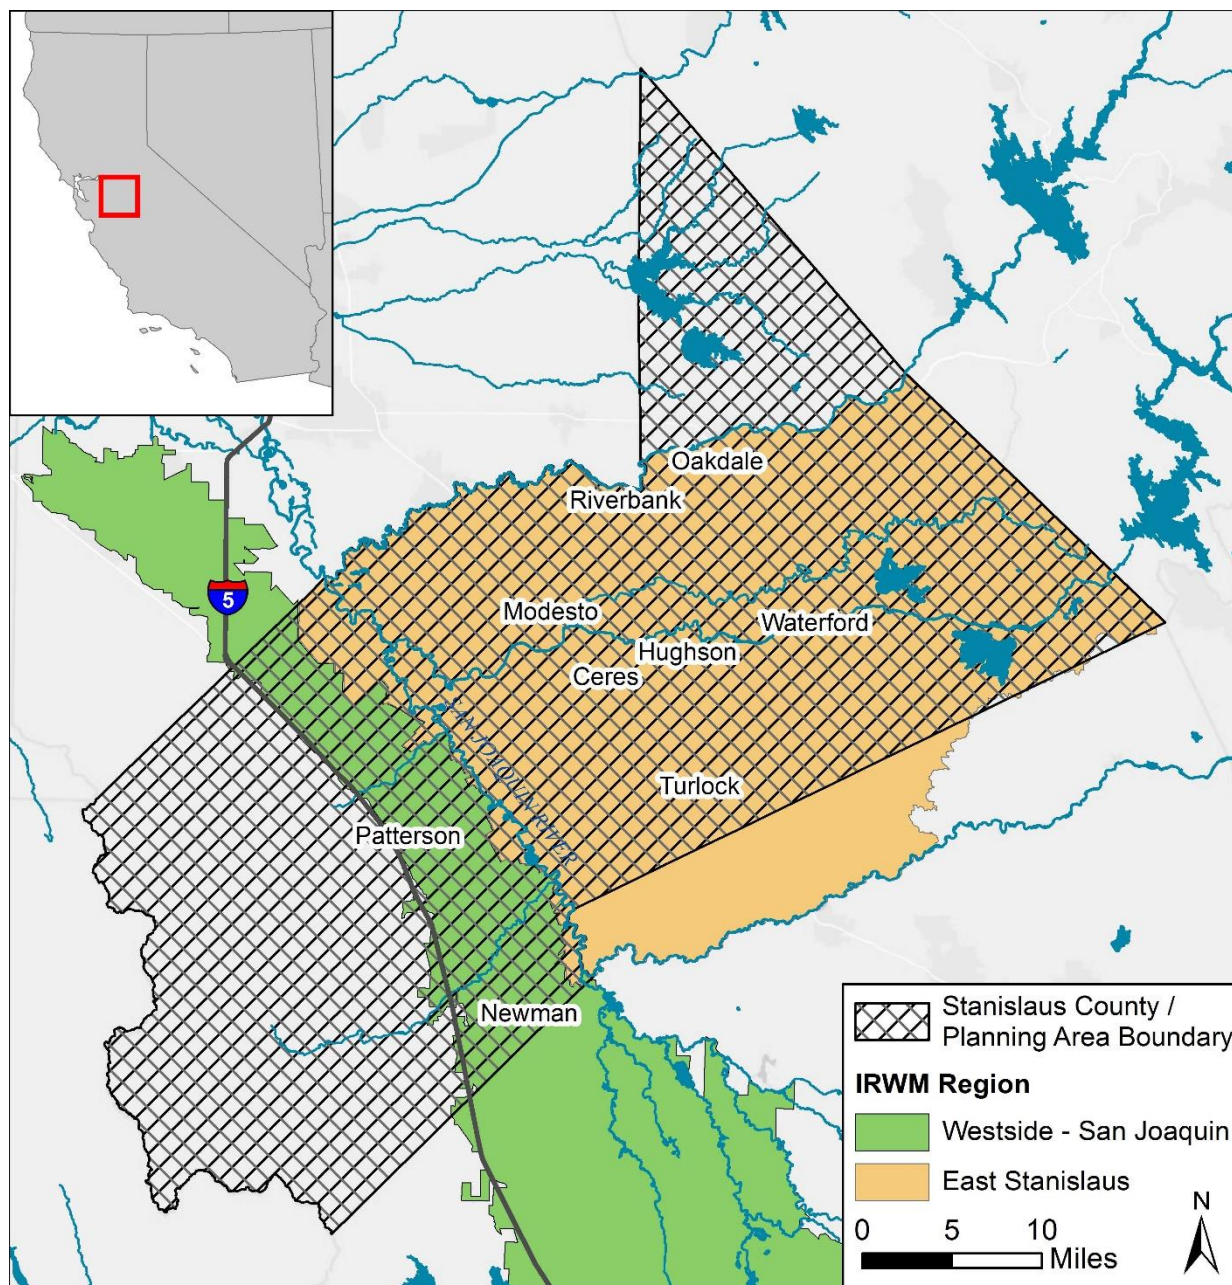 Oakdale
Riverbank
5
Modesto
Waterford
Hughson
Ceres
SAN JOAQUIN RIVER
Turlock
Patterson
Newman
Stanislaus County /
Planning Area Boundary
IRWM Region
Westside - San Joaquin
East Stanislaus
N
0 5 10
Miles